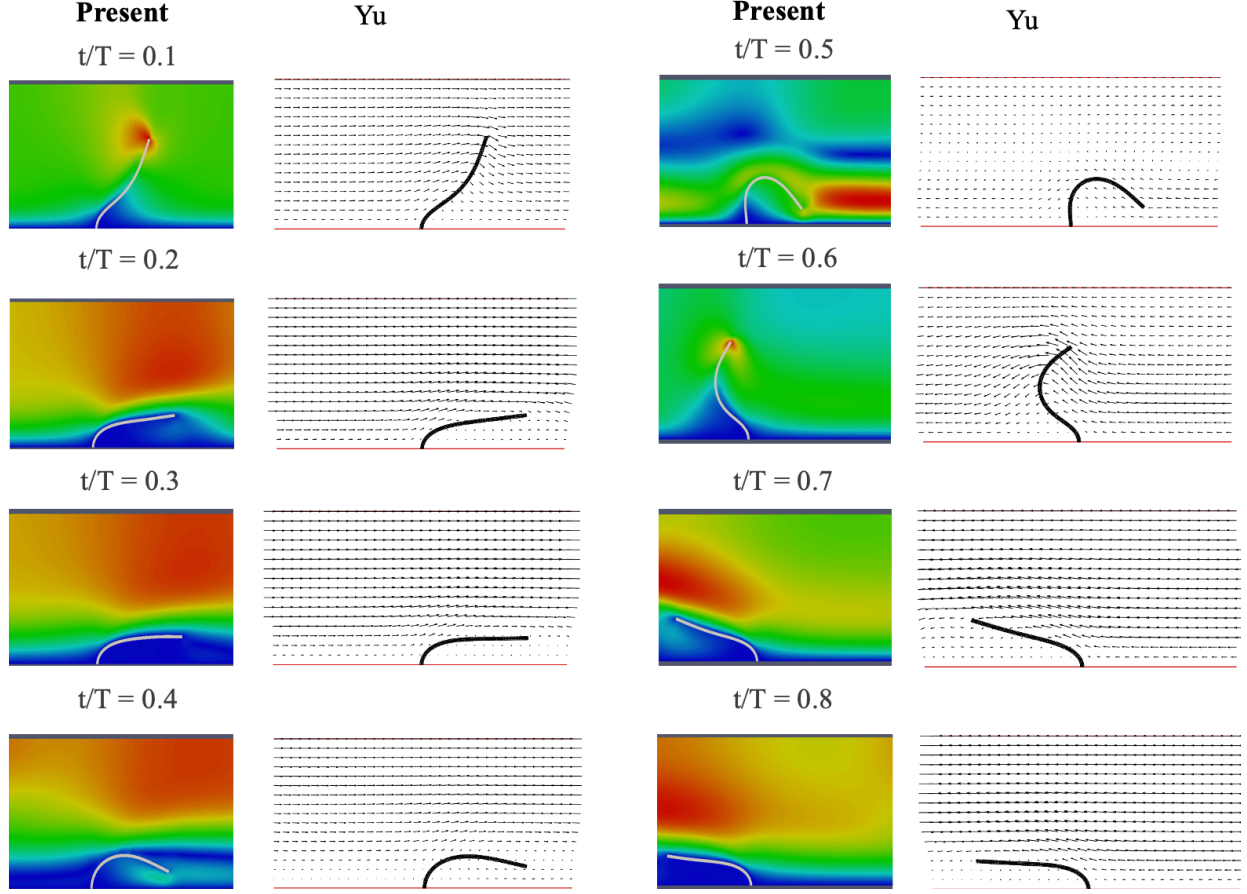 Present
Yu
t/T = 0.1
t/T = 0.2
t/T = 0.3
t/T = 0.4
Present
Yu
t/T = 0.5
t/T = 0.6
t/T = 0.7
t/T = 0.8